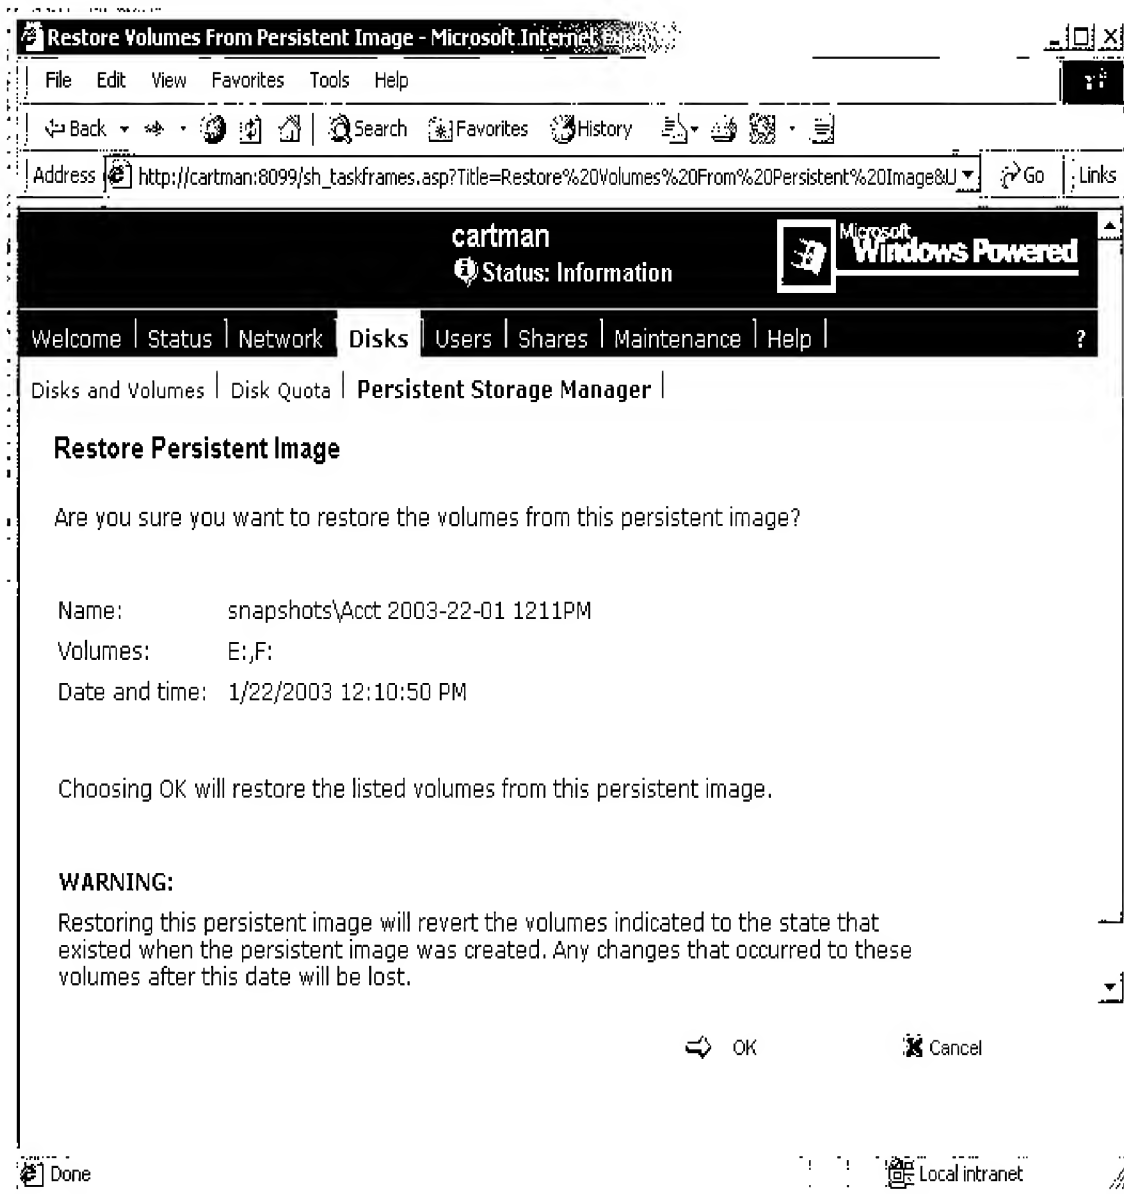 Restore Volumes From Persistent Image - Microsoft Internet
File Edit View Favorites Tools Help
Back Search Favorites History
Address http://cartman:8099/sh_taskframes.asp?Title=Restore%20Volumes%20From%20Persistent%20Image&U Go Links
cartman
Status: Information
Microsoft
Windows Powered
Welcome | Status | Network | Disks | Users | Shares | Maintenance | Help | ?
Disks and Volumes | Disk Quota | Persistent Storage Manager |
Restore Persistent Image
Are you sure you want to restore the volumes from this persistent image?
Name: snapshots\Acct 2003-22-01 1211PM
Volumes: E:,F:
Date and time: 1/22/2003 12:10:50 PM
Choosing OK will restore the listed volumes from this persistent image.
WARNING:
Restoring this persistent image will revert the volumes indicated to the state that
existed when the persistent image was created. Any changes that occurred to these
volumes after this date will be lost.
OK Cancel
Done Local intranet